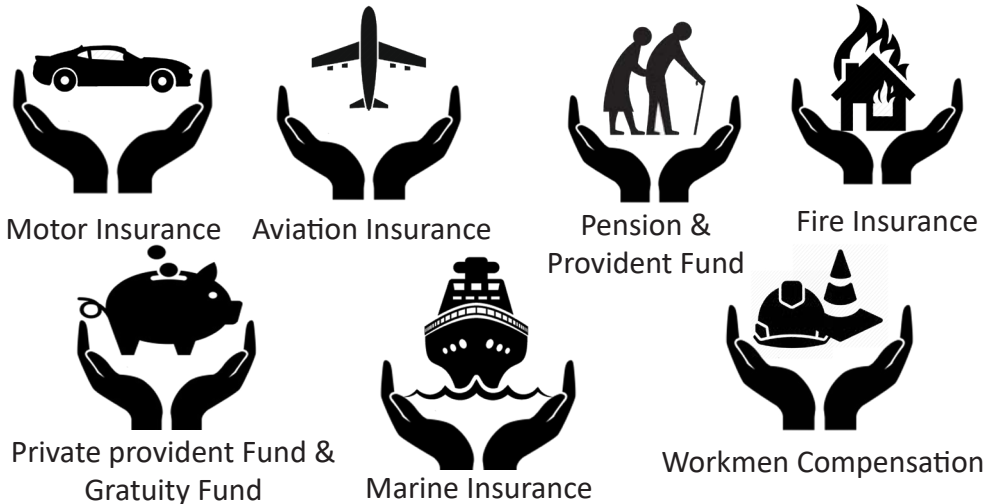 Motor Insurance
Aviation Insurance
Pension &
Provident Fund
Fire Insurance
Private provident Fund &
Gratuity Fund
Marine Insurance
Workmen Compensation